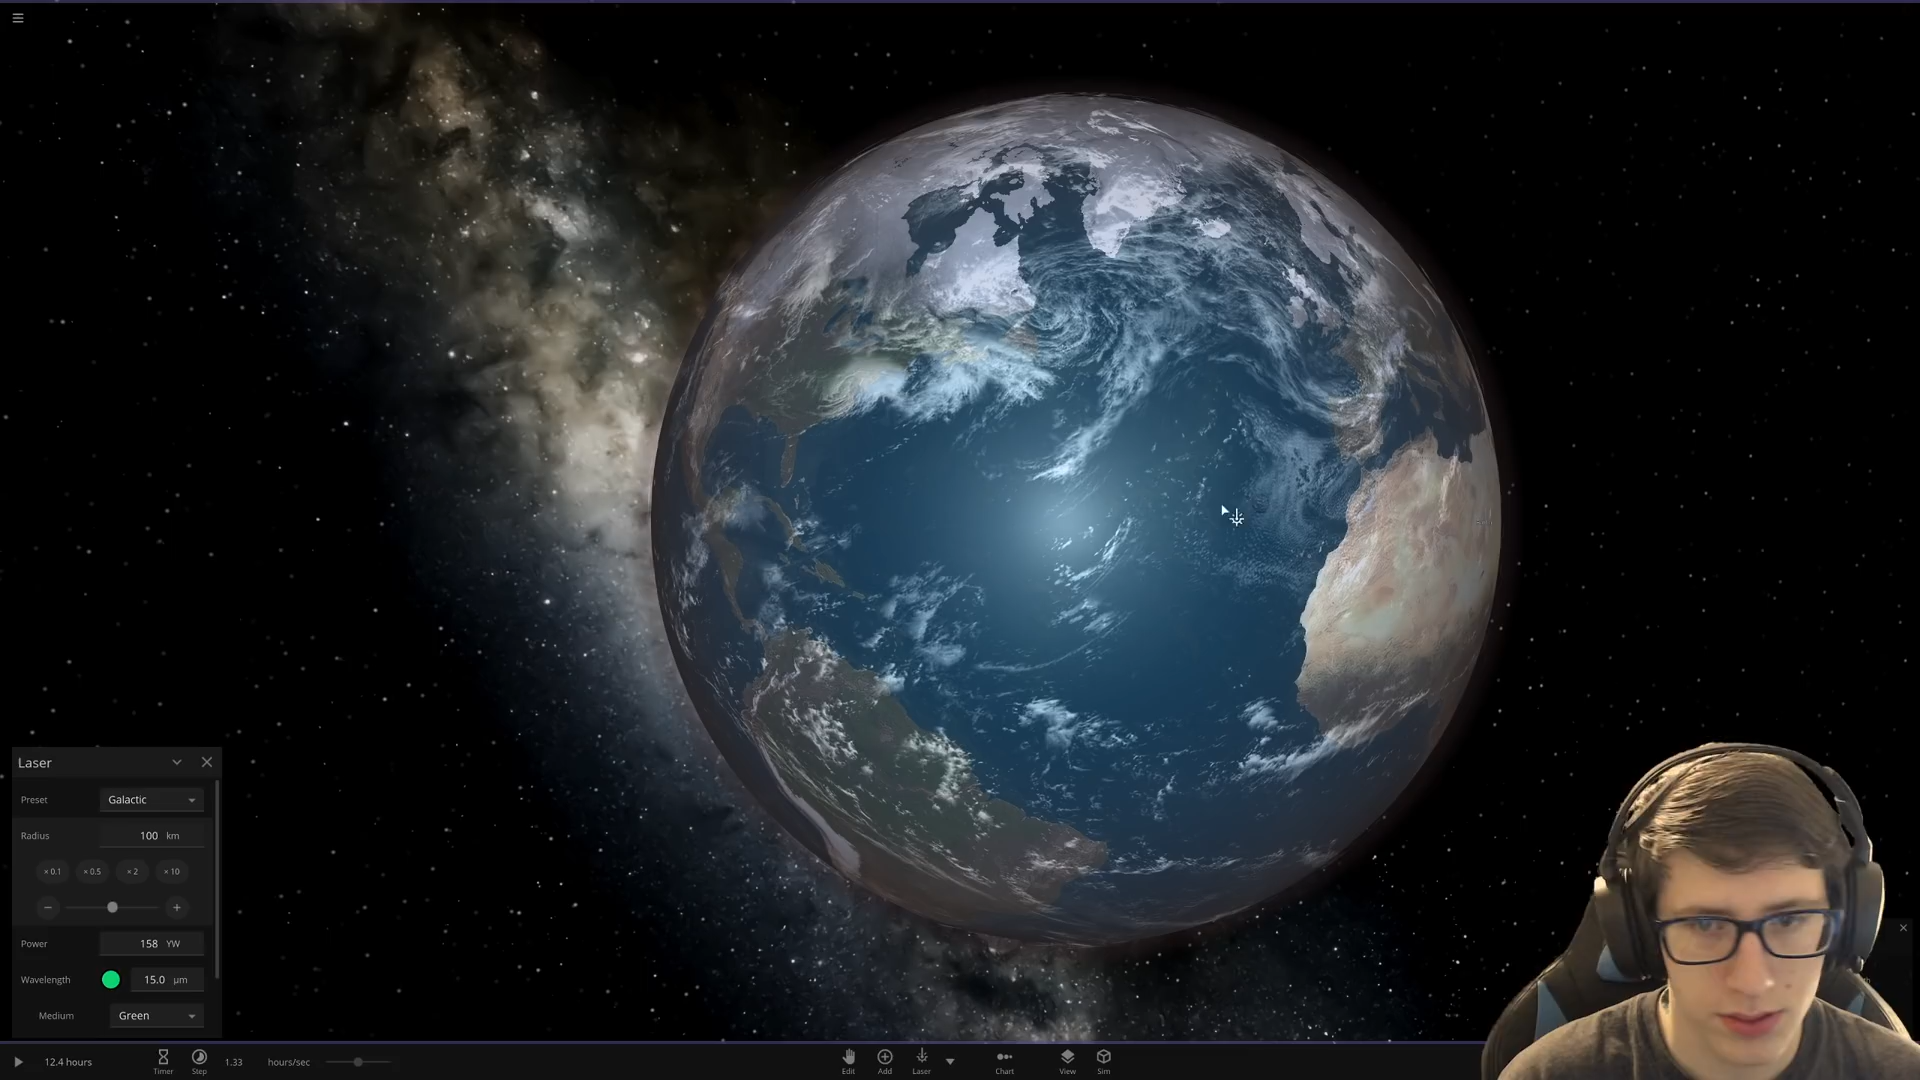 Laser
Preset Galactic
Radius 100 km
× 0.1 × 0.5 × 2 × 10
Power 158 YW
Wavelength 15.0 μm
Medium Green
12.4 hours Timer Step 1.33 hours/sec Edit Add Laser Chart View Sim